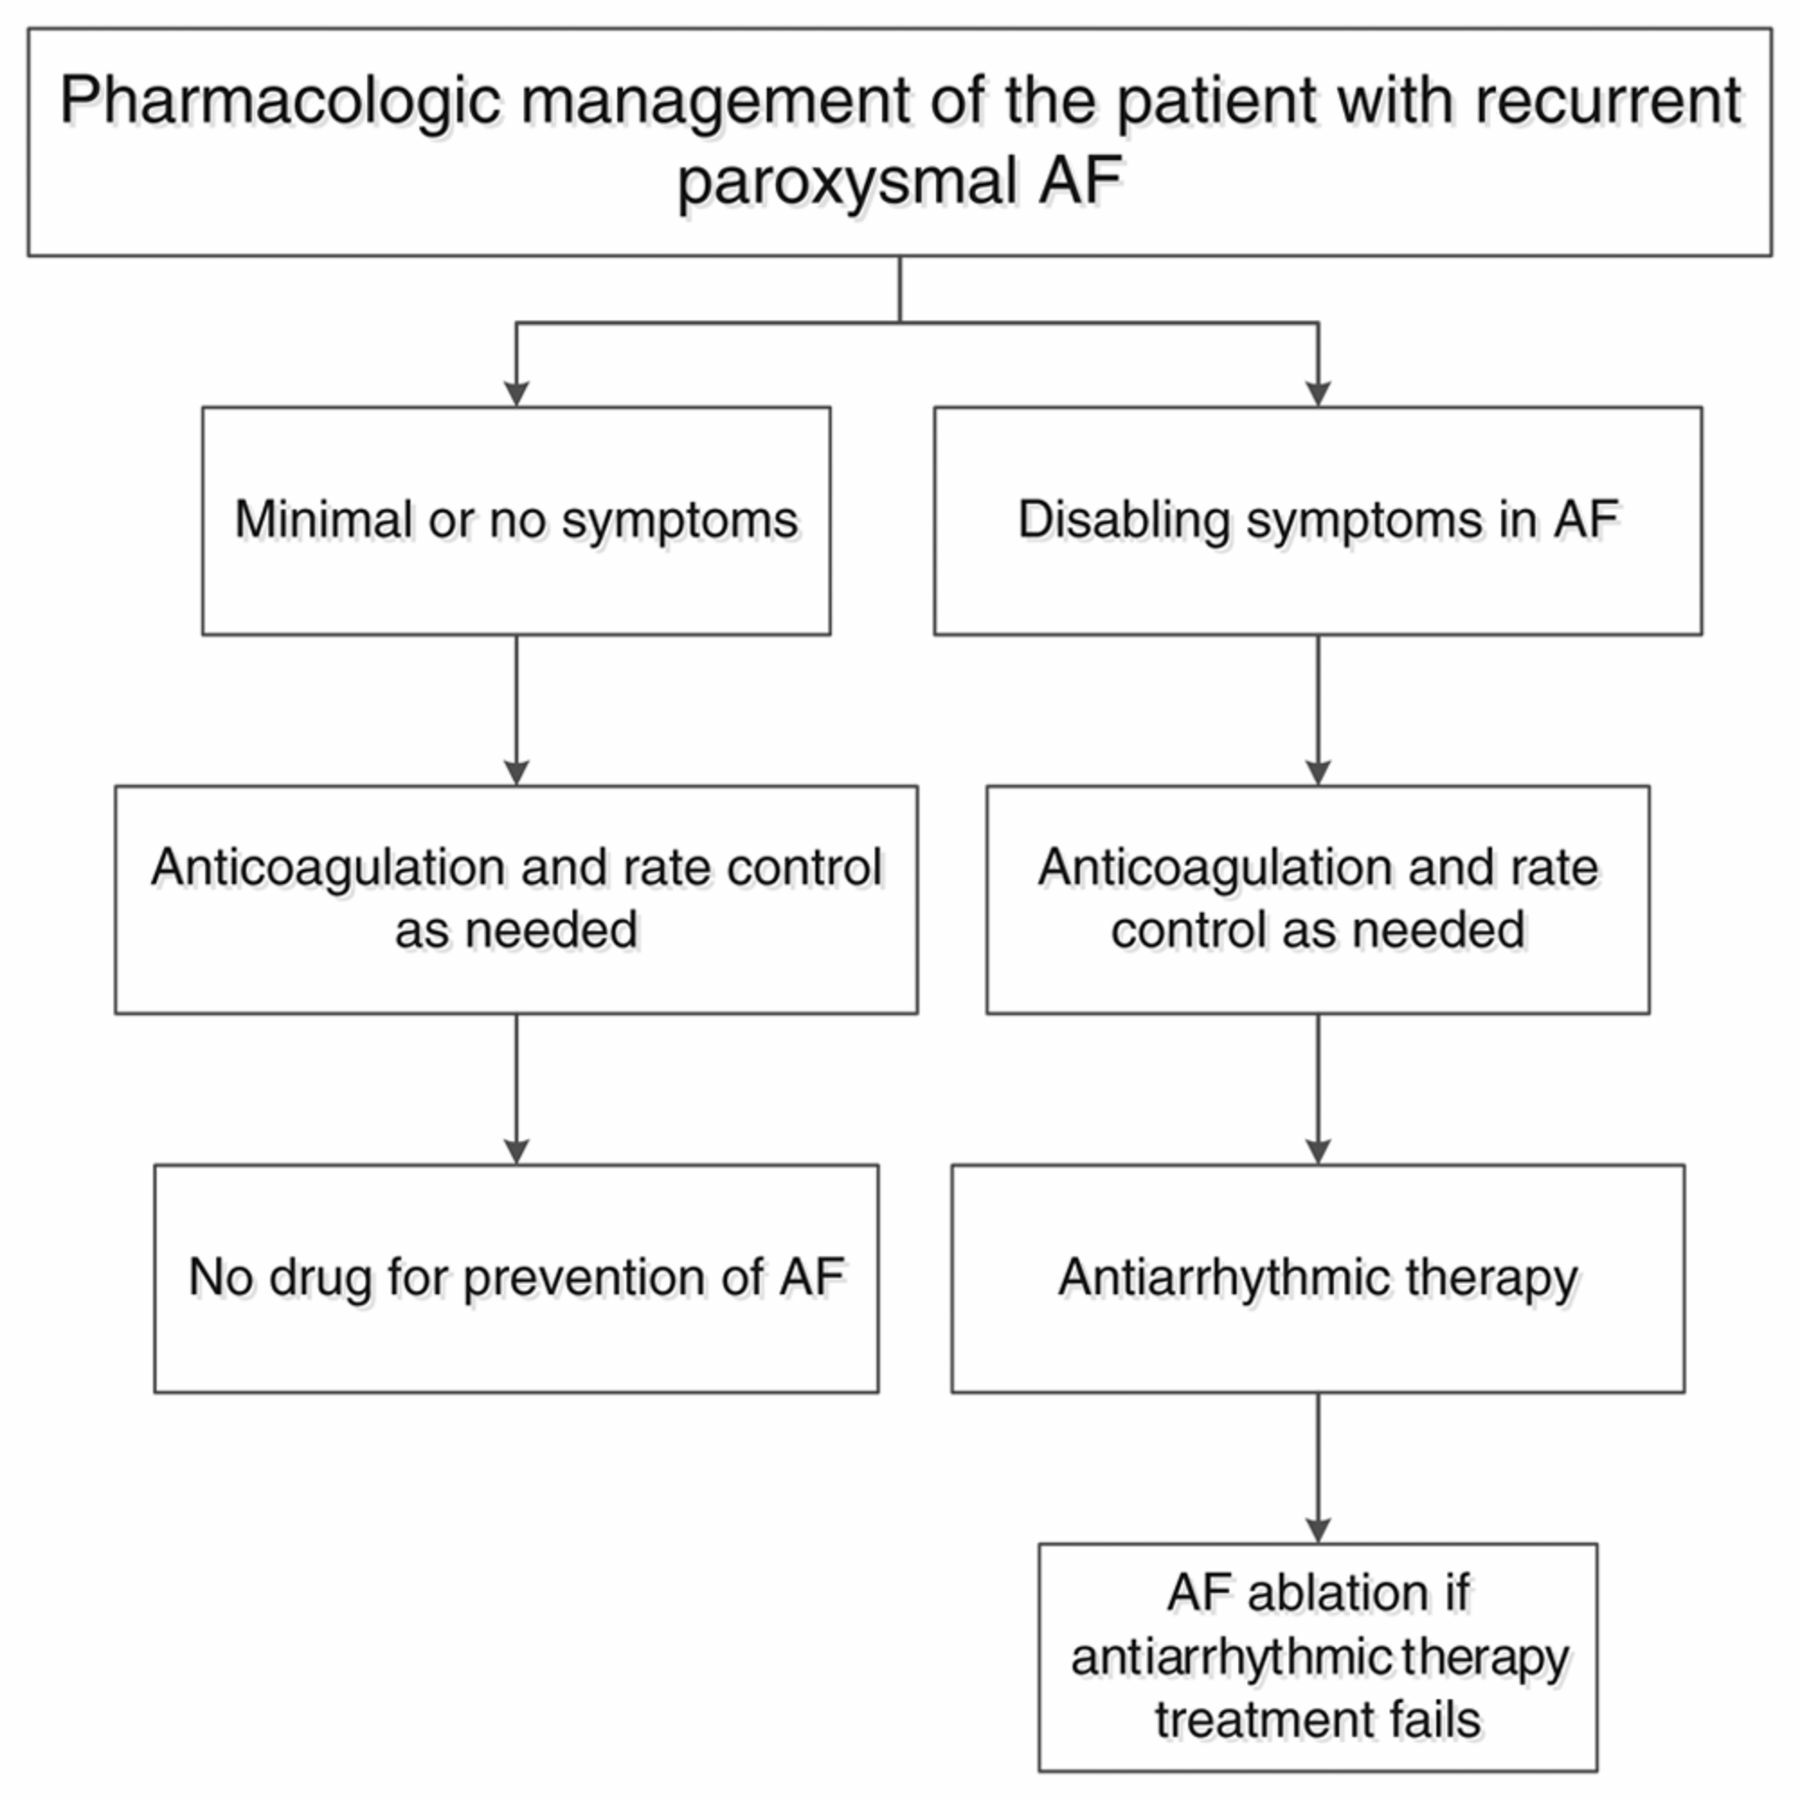 Pharmacologic management of the patient with recurrent
paroxysmal AF
Minimal or no symptoms
Disabling symptoms in AF
Anticoagulation and rate control
as needed
Anticoagulation and rate
control as needed
No drug for prevention of AF
Antiarrhythmic therapy
AF ablation if
antiarrhythmic therapy
treatment fails